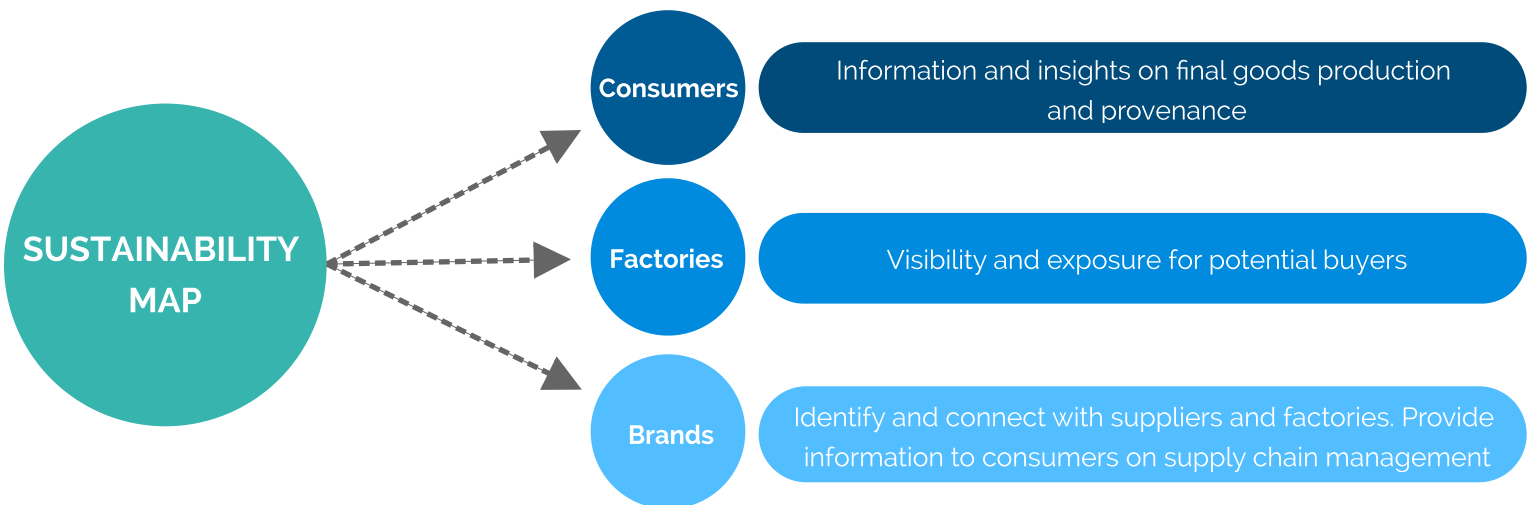 SUSTAINABILITY
MAP
Consumers
Information and insights on final goods production
and provenance
Factories
Visibility and exposure for potential buyers
Brands
Identify and connect with suppliers and factories. Provide
information to consumers on supply chain management